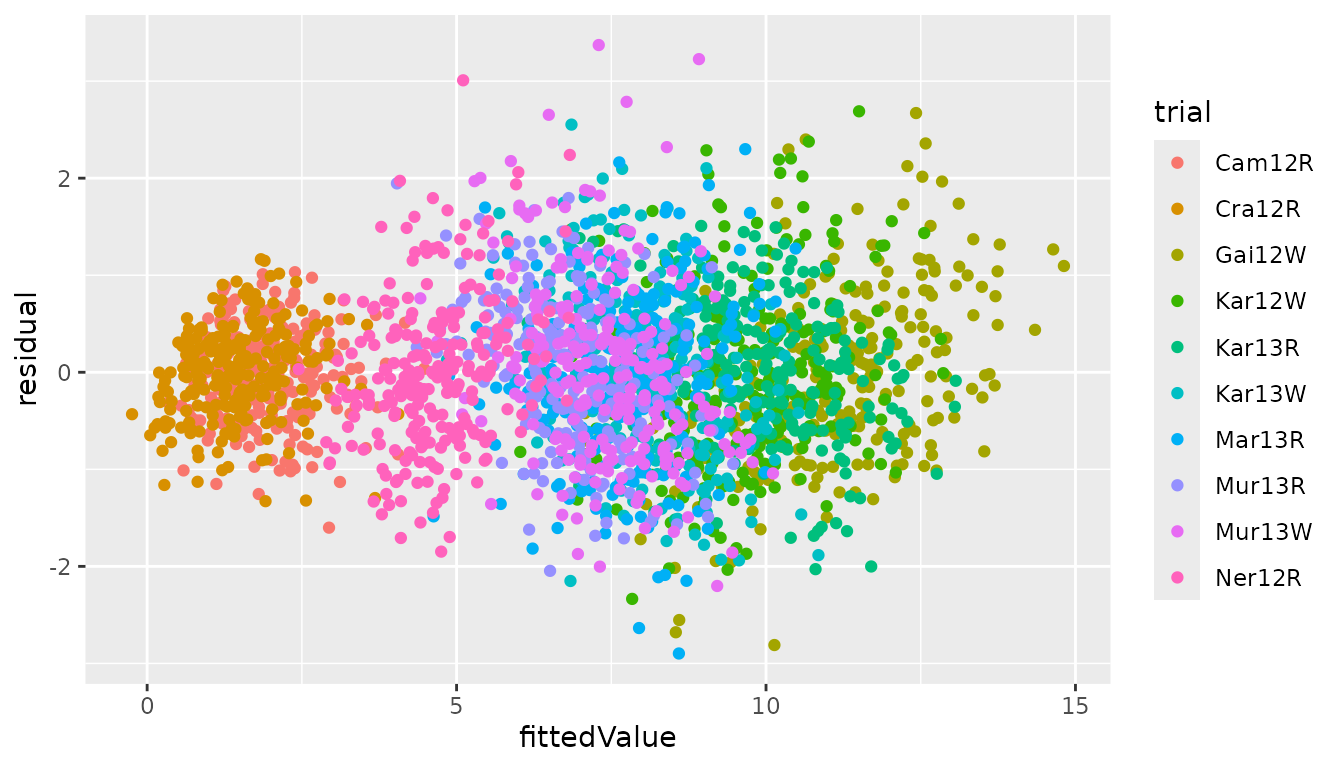 residual
2
0
-2
0
5
10
15
fittedValue
trial
Cam12R
Cra12R
Gai12W
Kar12W
Kar13R
Kar13W
Mar13R
Mur13R
Mur13W
Ner12R